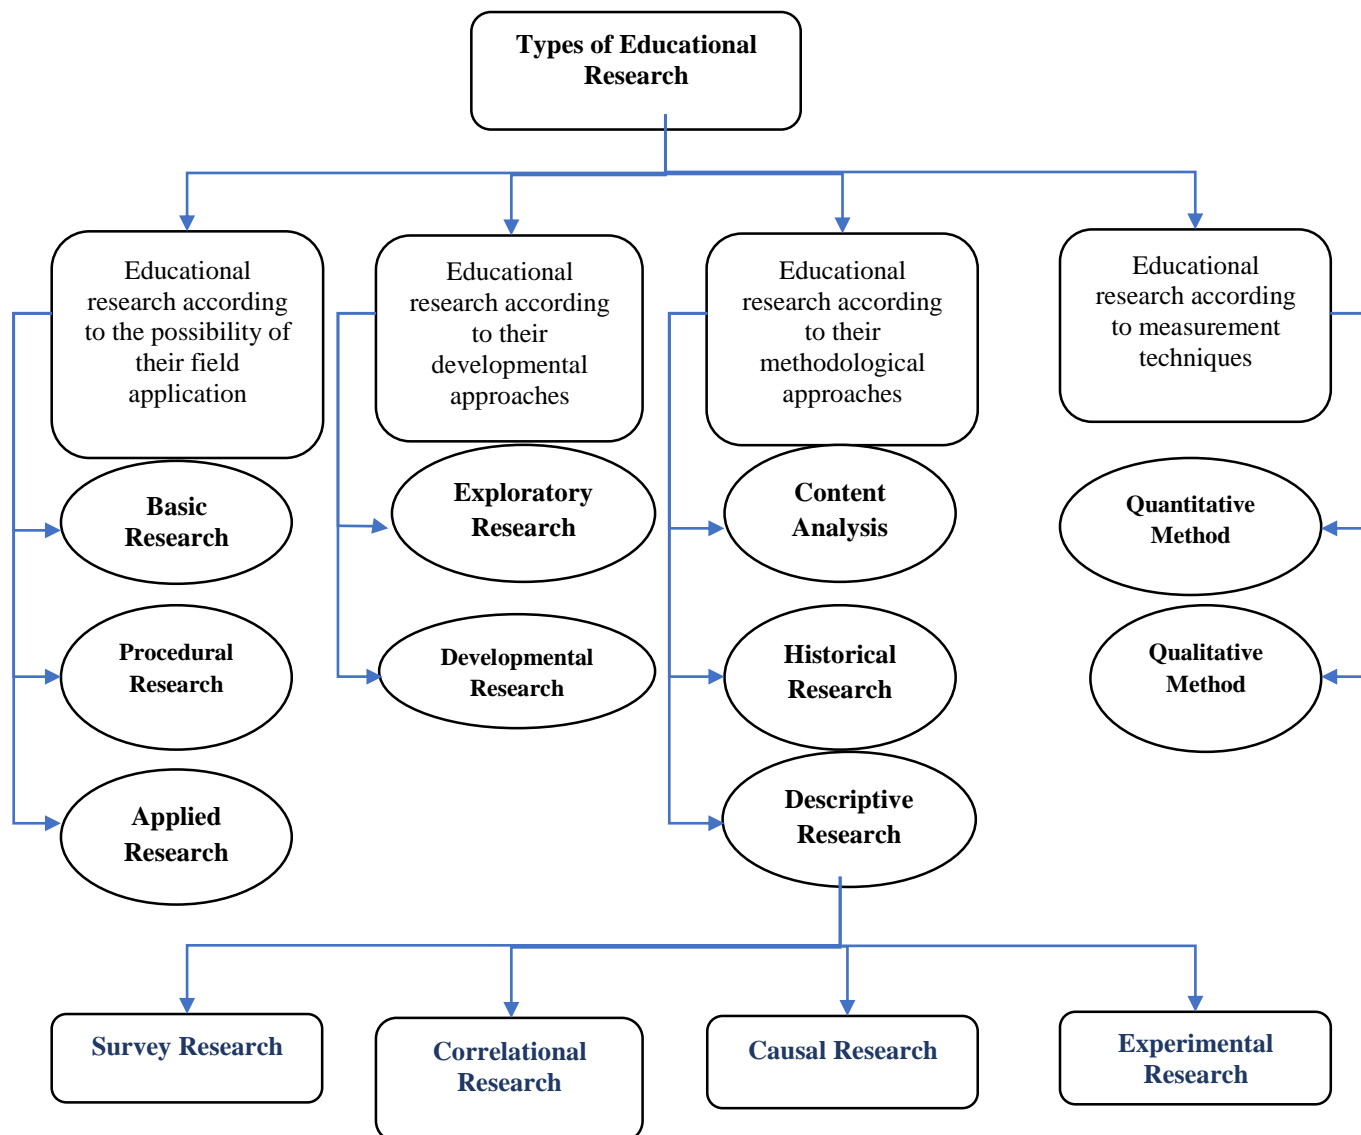 Types of Educational
Research
Educational
research according
to the possibility of
their field
application
Educational
research according
to their
developmental
approaches
Educational
research according
to their
methodological
approaches
Educational
research according
to measurement
techniques
Basic
Research
Exploratory
Research
Content
Analysis
Quantitative
Method
Procedural
Research
Developmental
Research
Historical
Research
Qualitative
Method
Applied
Research
Descriptive
Research
Survey Research
Correlational
Research
Causal Research
Experimental
Research